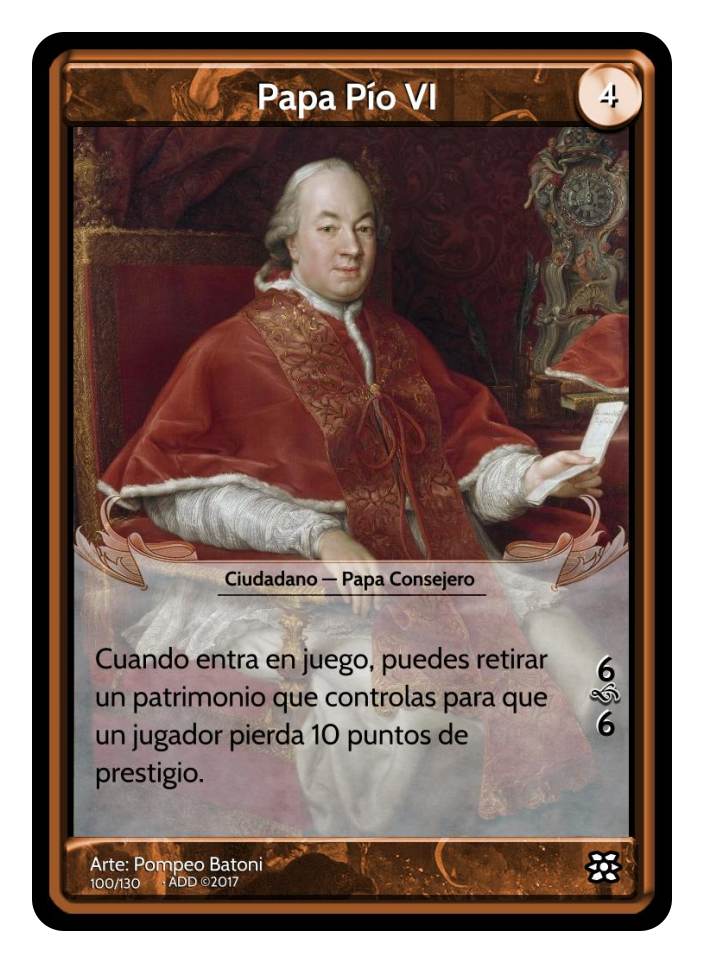 Papa Pío VI
4
Ciudadano — Papa Consejero
Cuando entra en juego, puedes retirar
un patrimonio que controlas para que
un jugador pierda 10 puntos de
prestigio.
6
6
Arte: Pompeo Batoni
100/130 · ADD ©2017